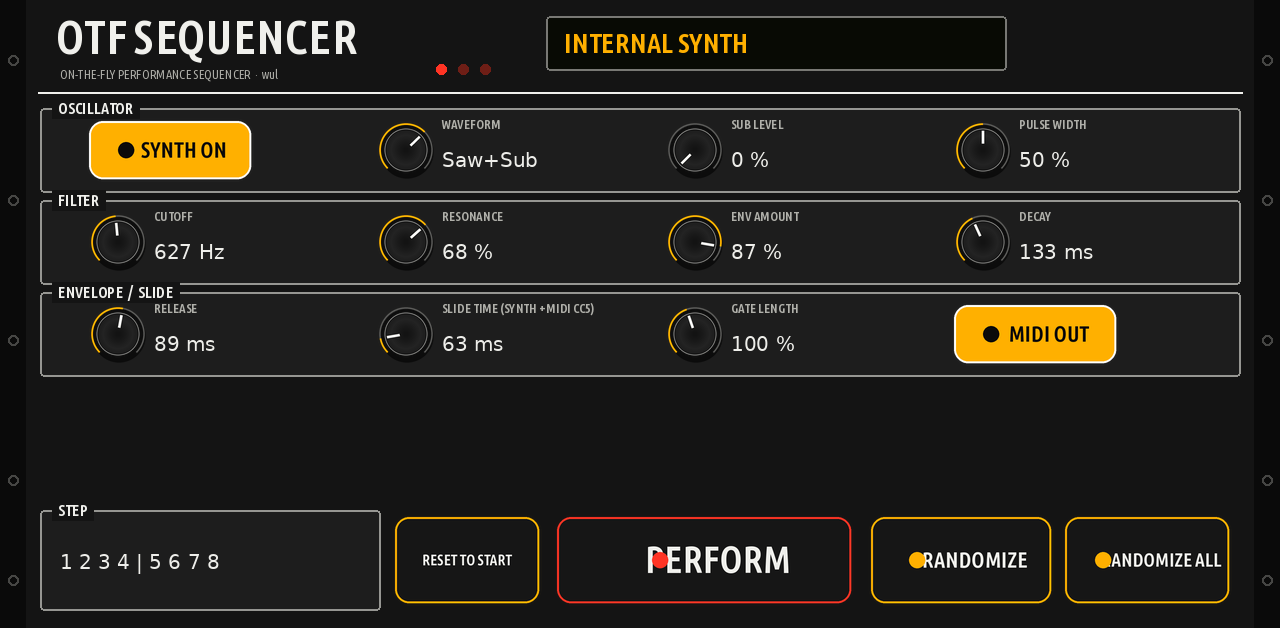 OTF SEQUENCER
ON-THE-FLY PERFORMANCE SEQUENCER · wul
INTERNAL SYNTH
OSCILLATOR
SYNTH ON
WAVEFORM
Saw+Sub
SUB LEVEL
0 %
PULSE WIDTH
50 %
FILTER
CUTOFF
627 Hz
RESONANCE
68 %
ENV AMOUNT
87 %
DECAY
133 ms
ENVELOPE / SLIDE
RELEASE
89 ms
SLIDE TIME (SYNTH + MIDI CC5)
63 ms
GATE LENGTH
100 %
MIDI OUT
STEP
1 2 3 4 | 5 6 7 8
RESET TO START
PERFORM
RANDOMIZE
RANDOMIZE ALL